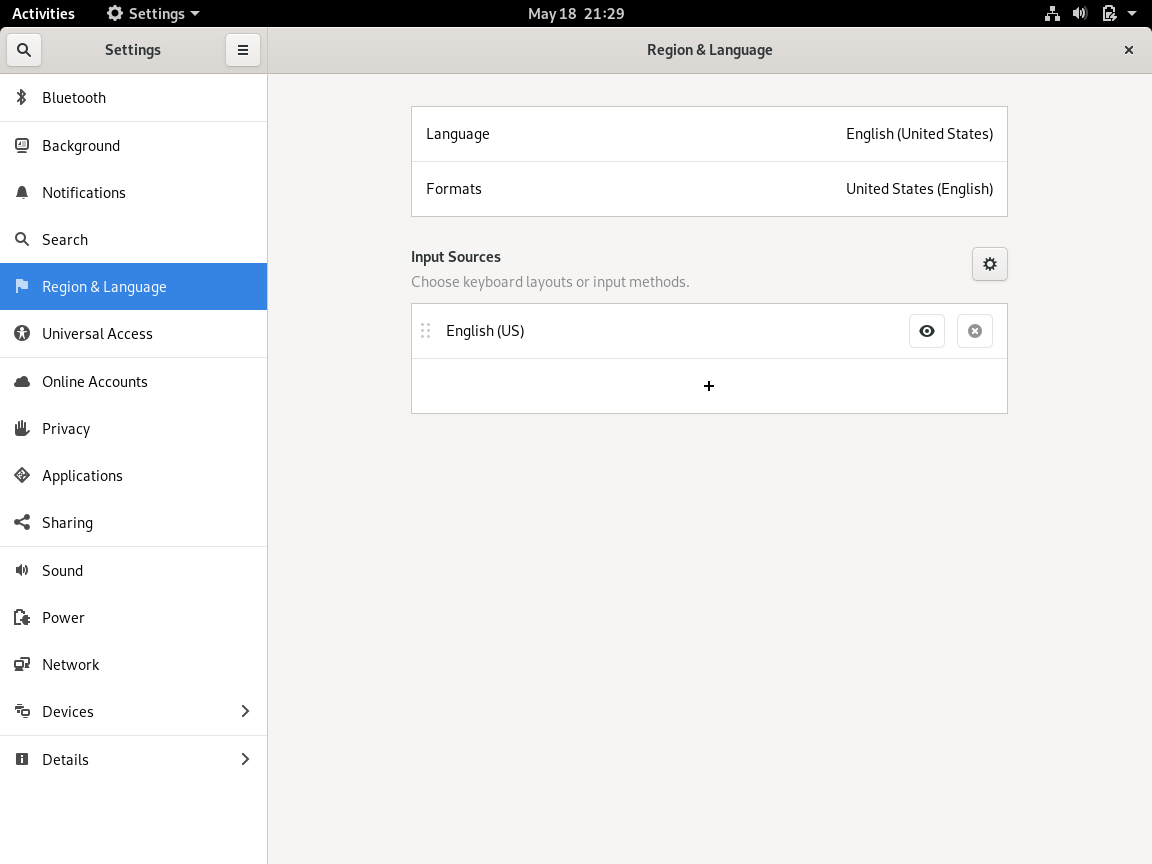 Activities
Settings
May 18 21:29
Settings
Region & Language
Bluetooth
Background
Notifications
Search
Region & Language
Universal Access
Online Accounts
Privacy
Applications
Sharing
Sound
Power
Network
Devices
Details
Language
English (United States)
Formats
United States (English)
Input Sources
Choose keyboard layouts or input methods.
English (US)